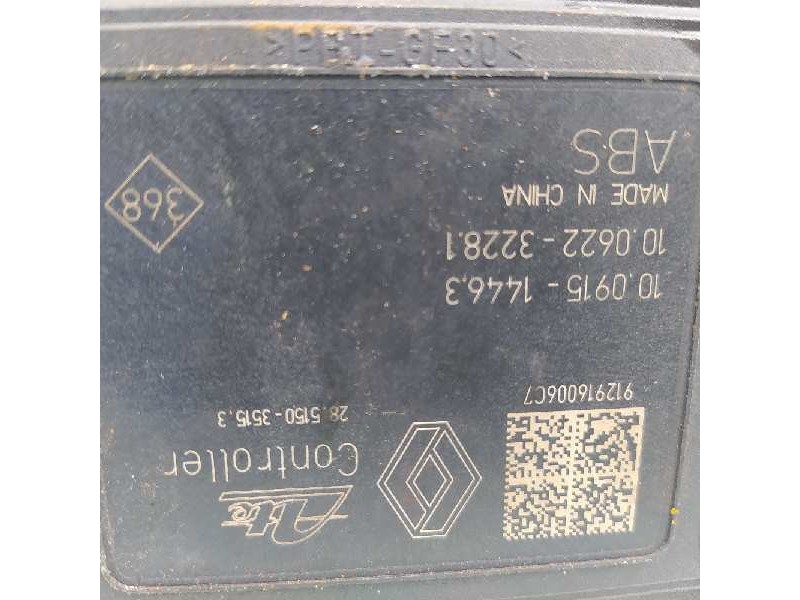 Ate
Controller
28.5150-3515.3
9129160006C7
10.0915-1446.3
10.0622-3228.1
MADE IN CHINA
ABS
368
>PBT-GF30<